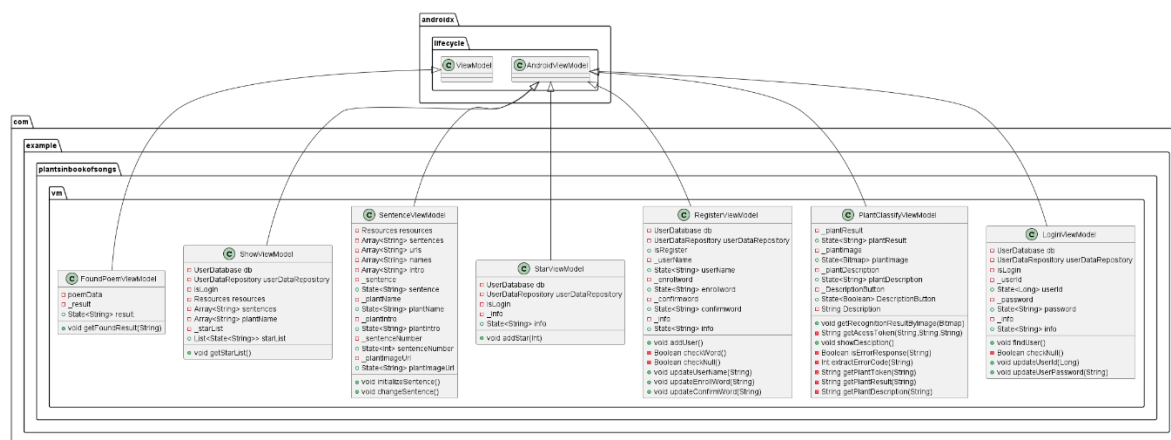 androidx
lifecycle
C ViewModel
C AndroidViewModel
com
example
plantsinbookofsongs
vm
C FoundPoemViewModel
poemData
_result
State<String> result
void getFoundResult(String)
C ShowViewModel
UserDatabase db
UserDataRepository userDataRepository
isLogin
Resources resources
Array<String> sentences
Array<String> plantName
_starList
List<State<String>> starList
void getStarList()
C SentenceViewModel
Resources resources
Array<String> sentences
Array<String> urls
Array<String> names
Array<String> intro
_sentence
State<String> sentence
_plantName
State<String> plantName
_plantIntro
State<String> plantIntro
_sentenceNumber
State<Int> sentenceNumber
_plantImageUrl
State<String> plantImageUrl
void initializeSentence()
void changeSentence()
C StarViewModel
UserDatabase db
UserDataRepository userDataRepository
isLogin
_info
State<String> info
void addStar(Int)
C RegisterViewModel
UserDatabase db
UserDataRepository userDataRepository
isRegister
_userName
State<String> userName
_enrollword
State<String> enrollword
_confirmword
State<String> confirmword
_info
State<String> info
void addUser()
Boolean checkWord()
Boolean checkNull()
void updateUserName(String)
void updateEnrollWord(String)
void updateConfirmWord(String)
C PlantClassifyViewModel
_plantResult
State<String> plantResult
_plantImage
State<Bitmap> plantImage
_plantDescription
State<String> plantDescription
_DescriptionButton
State<Boolean> DescriptionButton
String Description
void getRecognitionResultByImage(Bitmap)
String getAcessToken(String,String,String)
void showDesciption()
Boolean isErrorResponse(String)
Int extractErrorCode(String)
String getPlantToken(String)
String getPlantResult(String)
String getPlantDescription(String)
C LoginViewModel
UserDatabase db
UserDataRepository userDataRepository
isLogin
_userId
State<Long> userId
_password
State<String> password
_info
State<String> info
void findUser()
Boolean checkNull()
void updateUserId(Long)
void updateUserPassword(String)